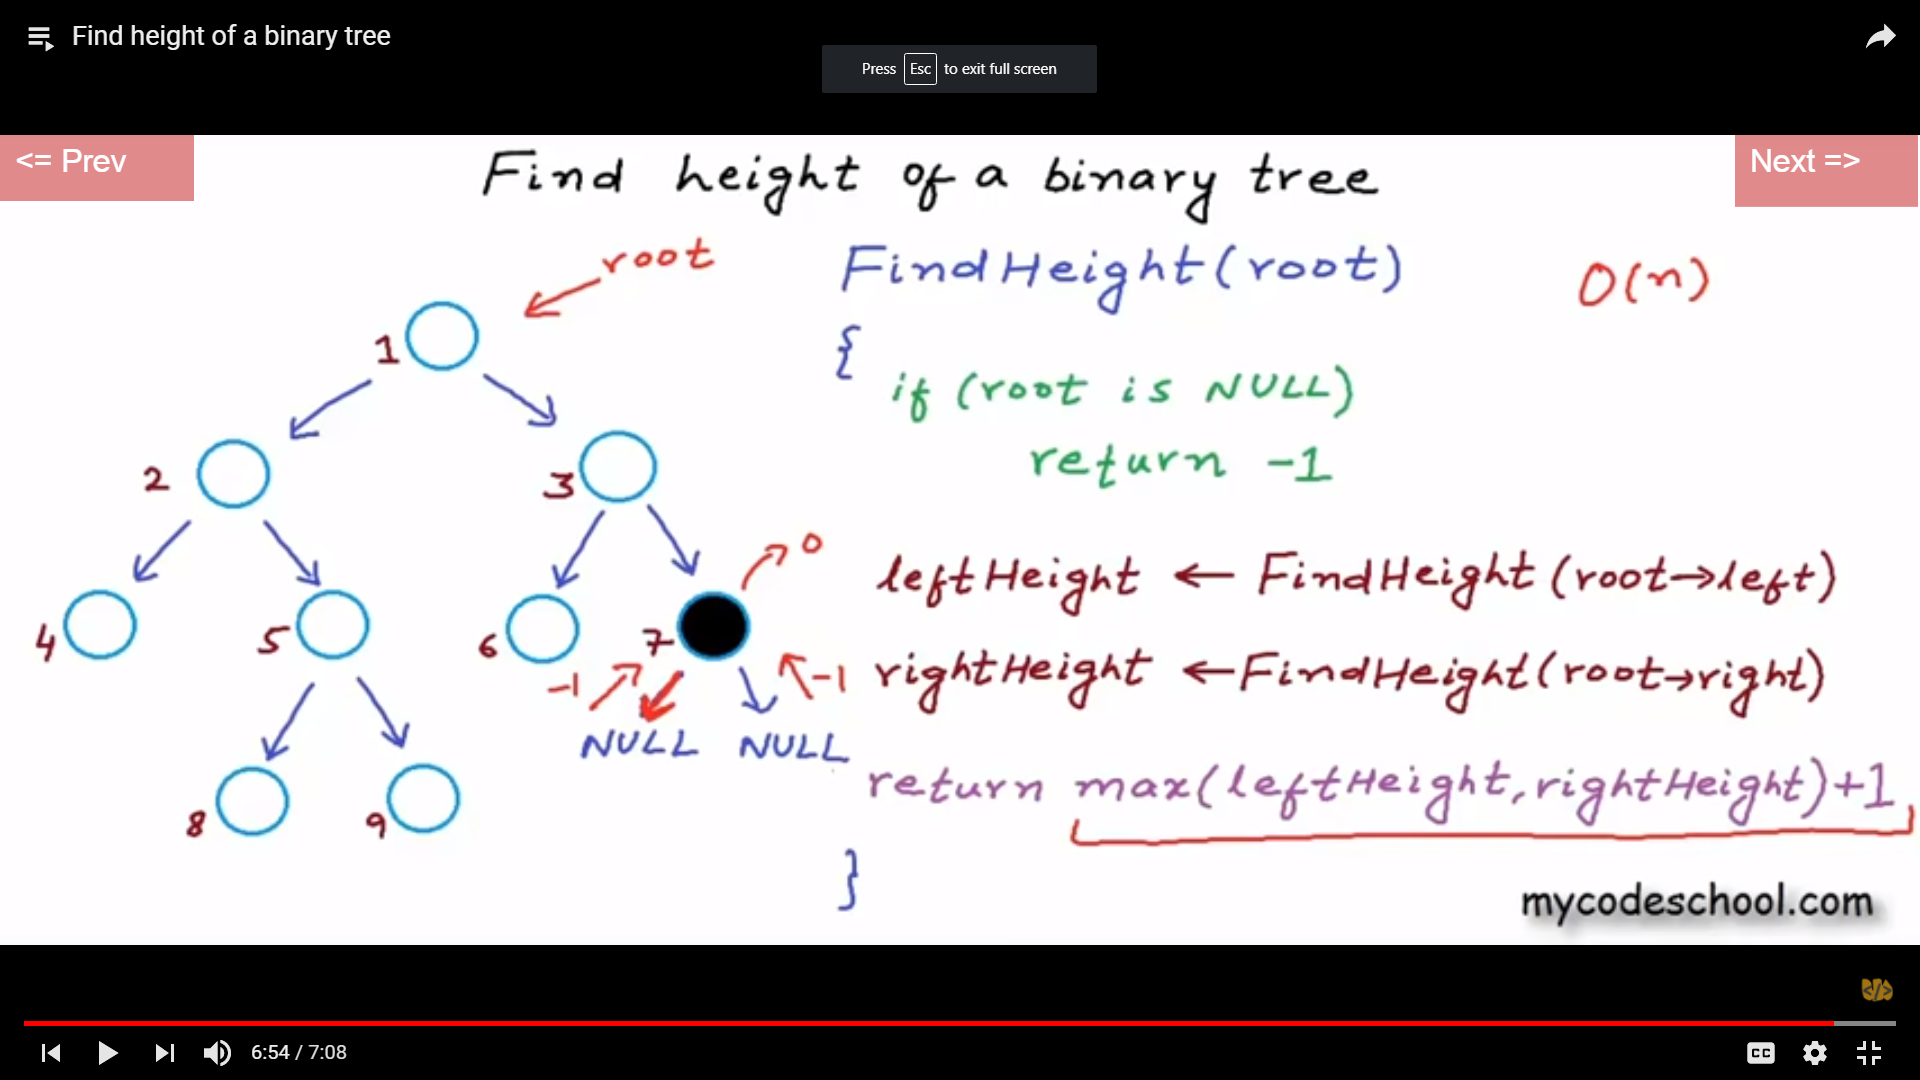 Find height of a binary tree
Press Esc to exit full screen
<= Prev
Next =>
Find height of a binary tree
root
FindHeight(root)
O(n)
{
if (root is NULL)
return -1
leftHeight ← FindHeight(root→left)
rightHeight ← FindHeight(root→right)
return max(leftHeight, rightHeight)+1
}
1
2
3
4
5
6
7
0
-1
-1
NULL NULL
8
9
mycodeschool.com
6:54 / 7:08
CC